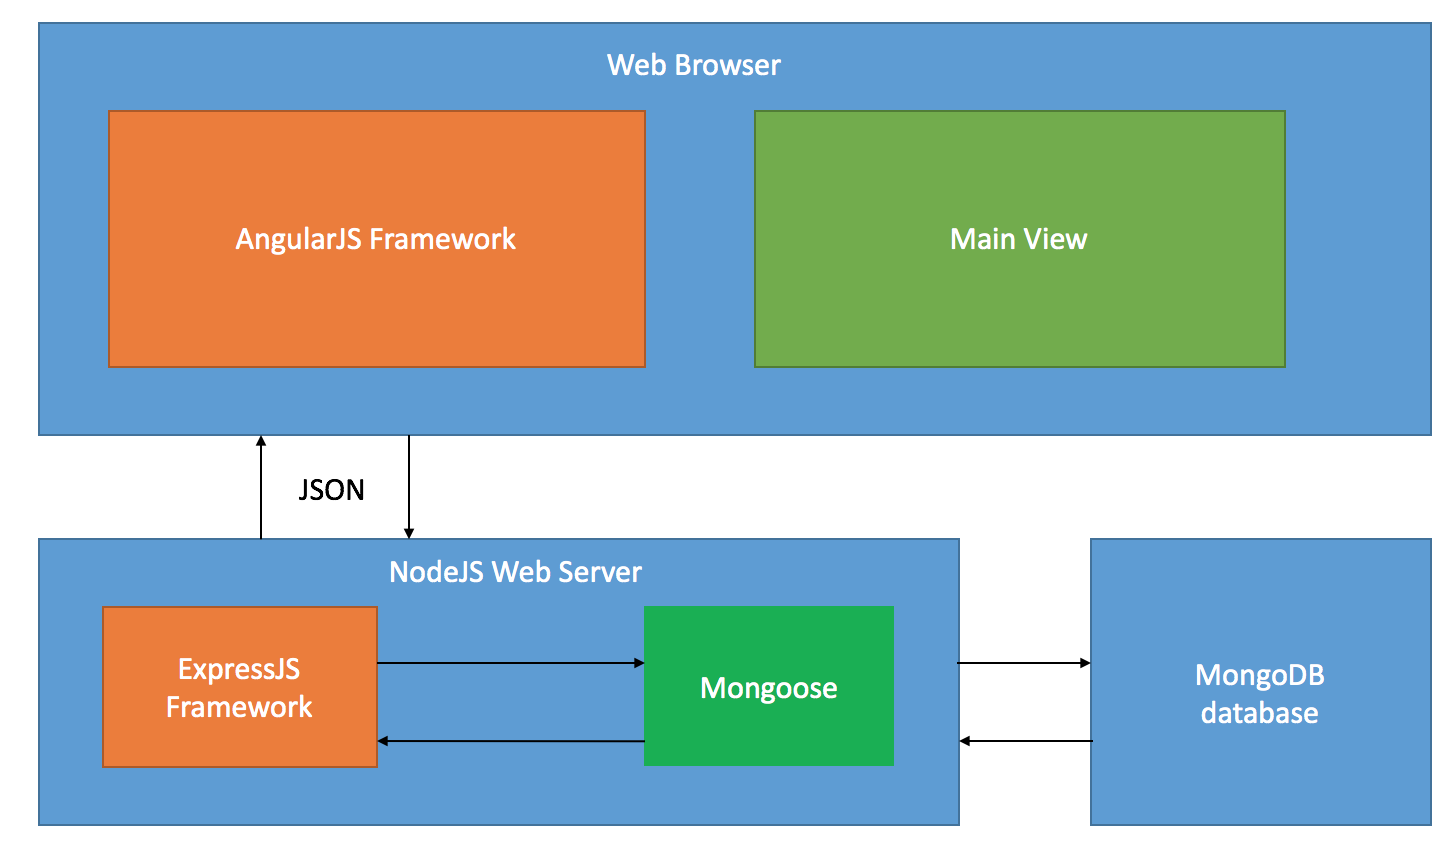 Web Browser
AngularJS Framework
Main View
JSON
NodeJS Web Server
ExpressJS
Framework
Mongoose
MongoDB
database